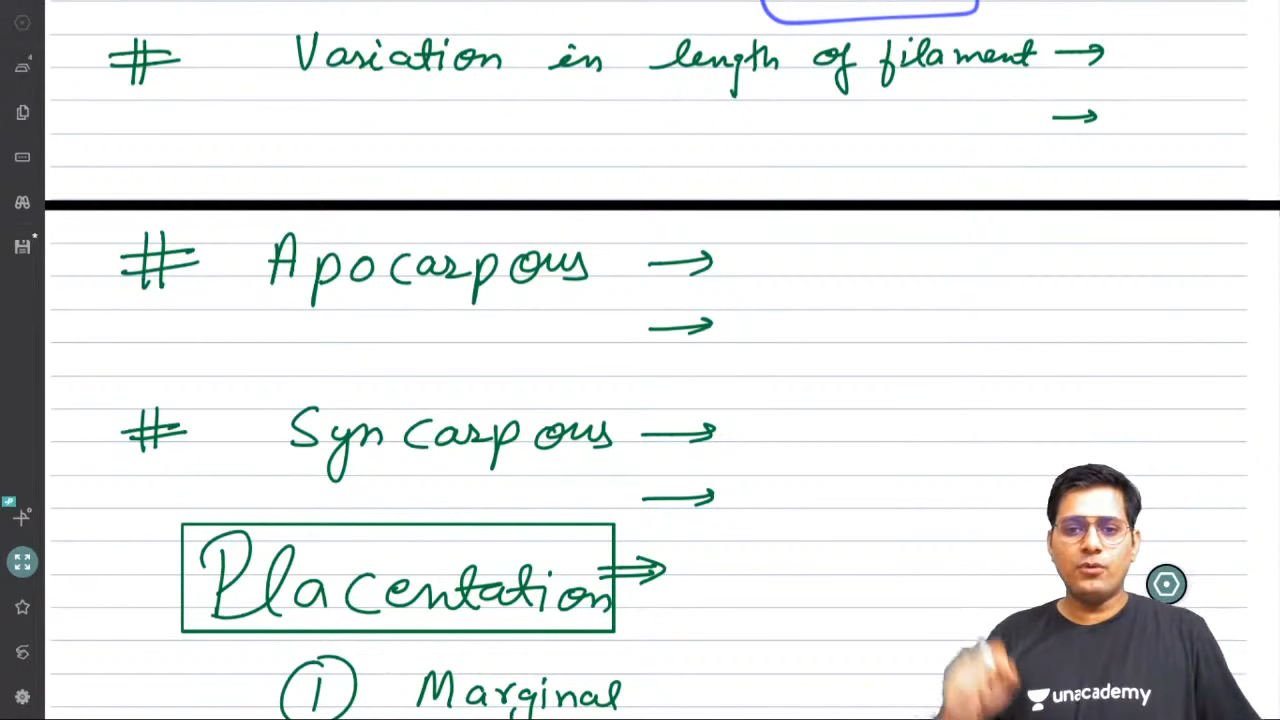 # Variation in length of filament →
→
# Apocarpous →
→
# Syncarpous →
→
Placentation ⇒
① Marginal
unacademy